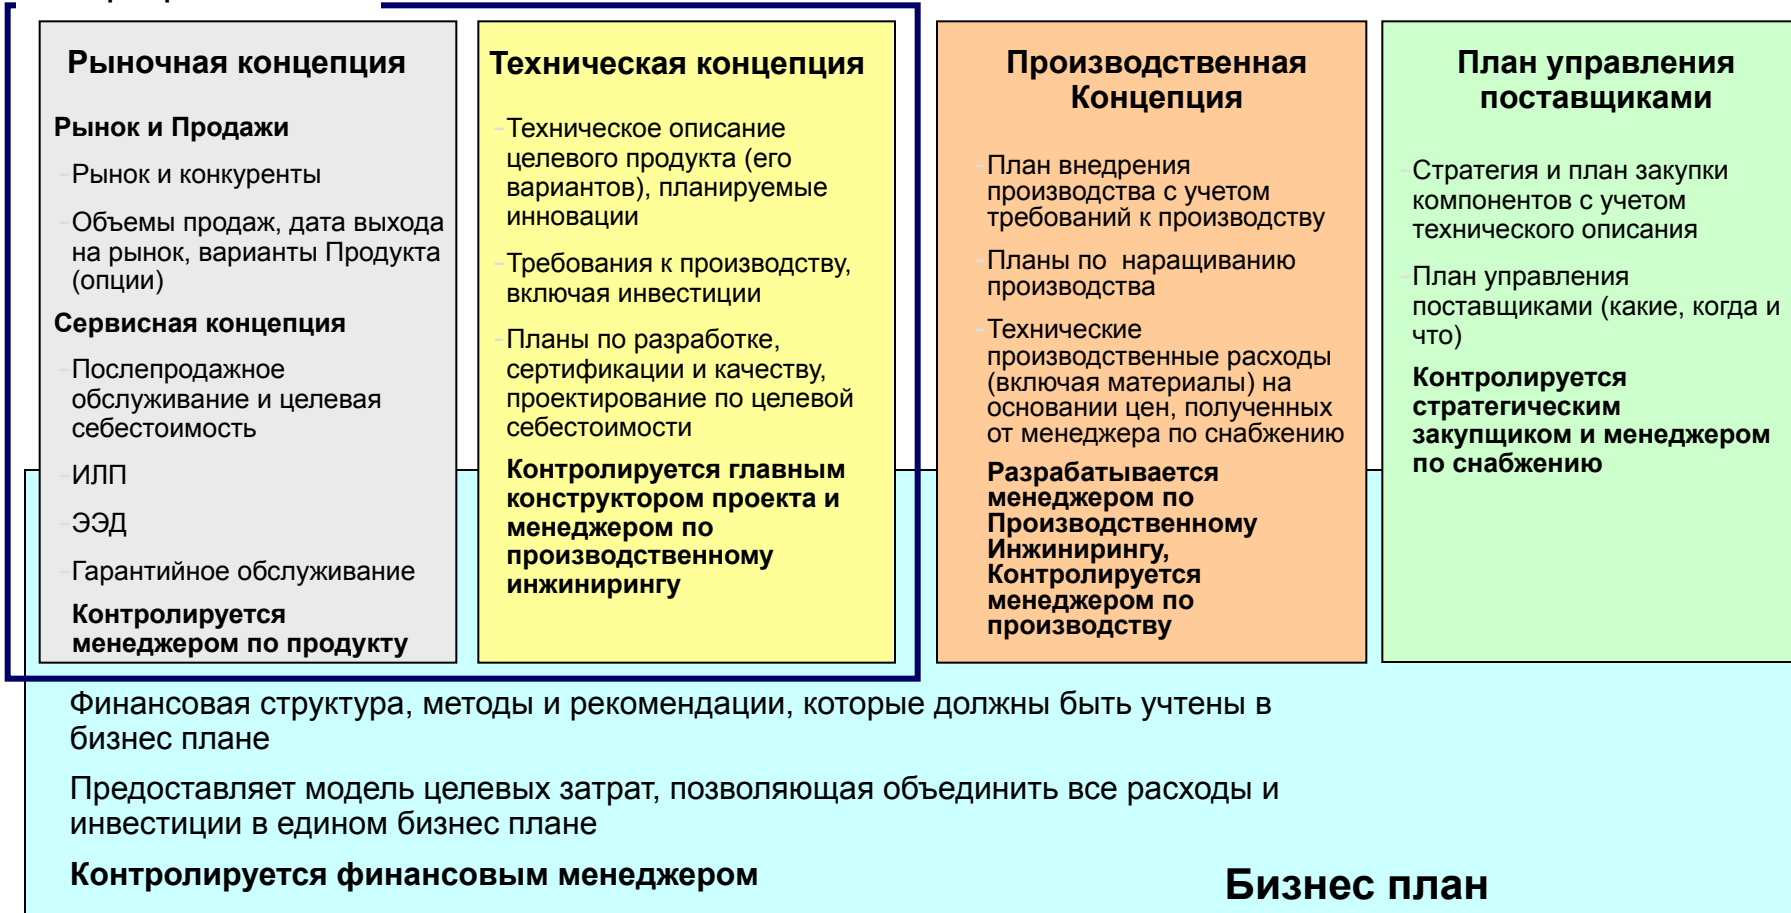 Рыночная концепция
Рынок и Продажи
-Рынок и конкуренты
-Объемы продаж, дата выхода
на рынок, варианты Продукта
(опции)
Сервисная концепция
-Послепродажное
обслуживание и целевая
себестоимость
-ИЛП
-ЭЭД
-Гарантийное обслуживание
Контролируется
менеджером по продукту
Техническая концепция
-Техническое описание
целевого продукта (его
вариантов), планируемые
инновации
-Требования к производству,
включая инвестиции
-Планы по разработке,
сертификации и качеству,
проектирование по целевой
себестоимости
Контролируется главным
конструктором проекта и
менеджером по
производственному
инжинирингу
Производственная
Концепция
-План внедрения
производства с учетом
требований к производству
-Планы по наращиванию
производства
-Технические
производственные расходы
(включая материалы) на
основании цен, полученных
от менеджера по снабжению
Разрабатывается
менеджером по
Производственному
Инжинирингу,
Контролируется
менеджером по
производству
План управления
поставщиками
-Стратегия и план закупки
компонентов с учетом
технического описания
-План управления
поставщиками (какие, когда и
что)
Контролируется
стратегическим
закупщиком и менеджером
по снабжению
Финансовая структура, методы и рекомендации, которые должны быть учтены в
бизнес плане
Предоставляет модель целевых затрат, позволяющая объединить все расходы и
инвестиции в едином бизнес плане
Контролируется финансовым менеджером
Бизнес план